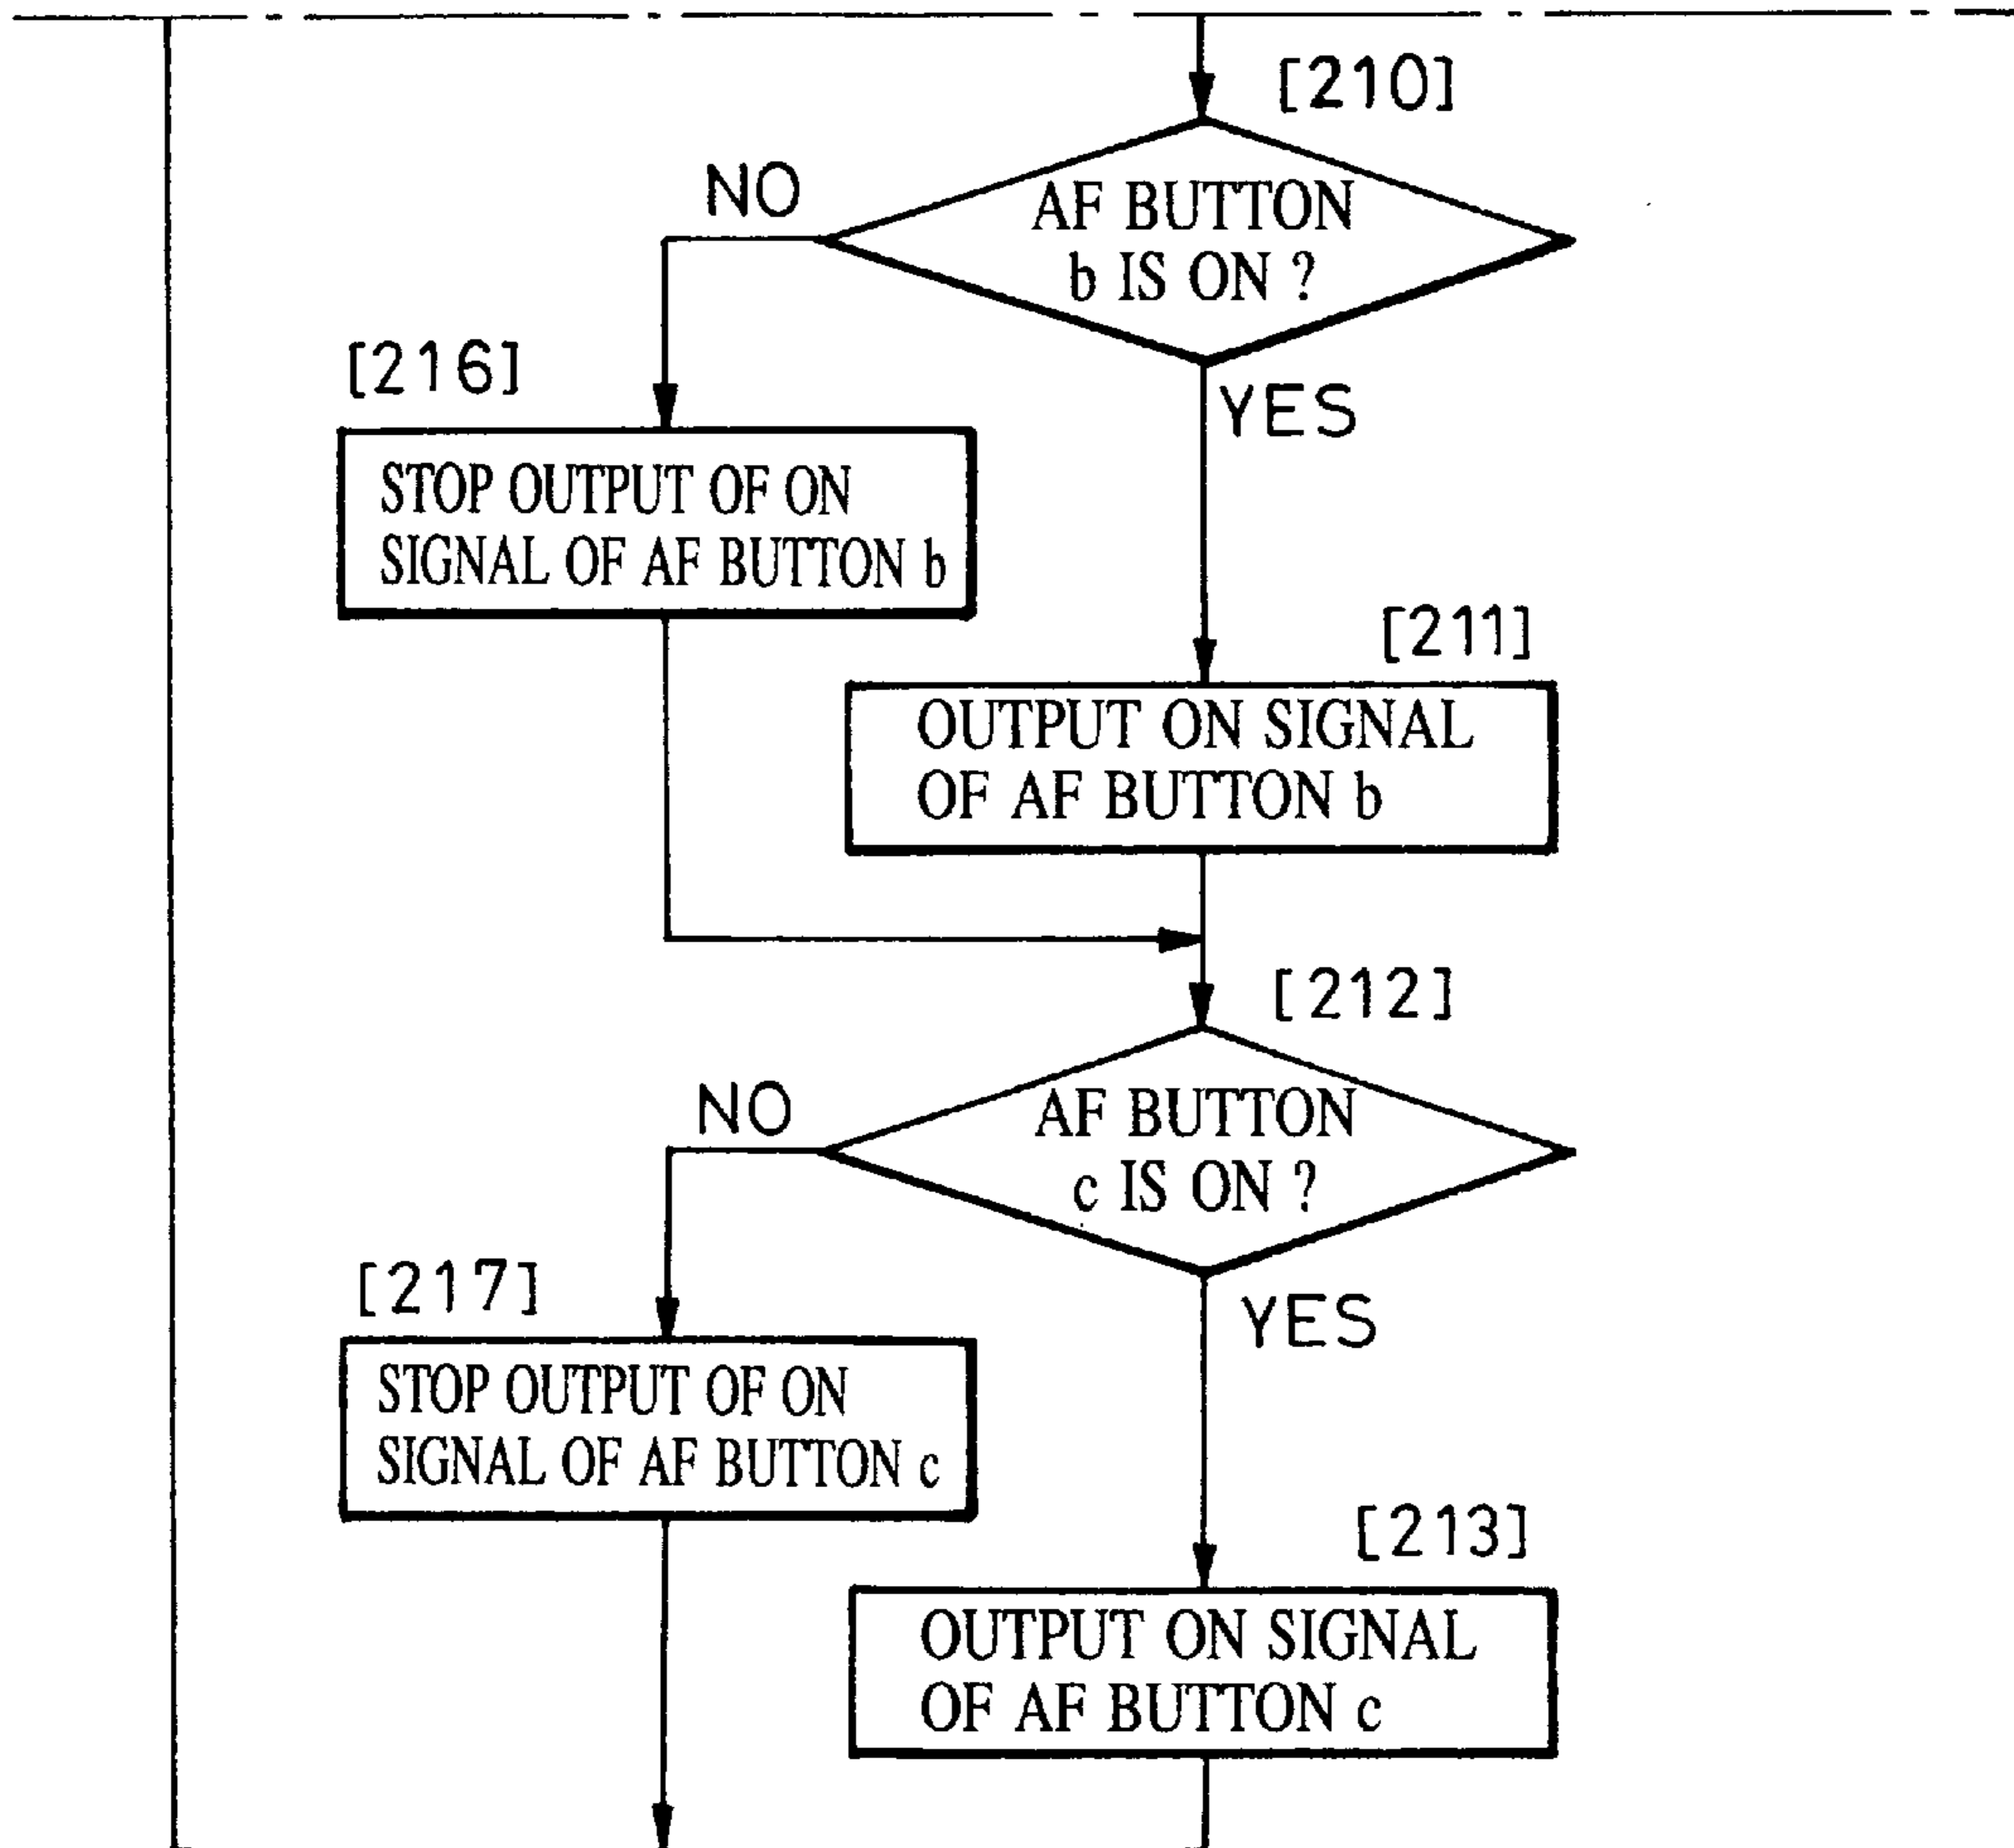 [210]
NO
AF BUTTON
b IS ON ?
[216]
YES
STOP OUTPUT OF ON
SIGNAL OF AF BUTTON b
[211]
OUTPUT ON SIGNAL
OF AF BUTTON b
[212]
NO
AF BUTTON
c IS ON ?
[217]
YES
STOP OUTPUT OF ON
SIGNAL OF AF BUTTON c
[213]
OUTPUT ON SIGNAL
OF AF BUTTON c